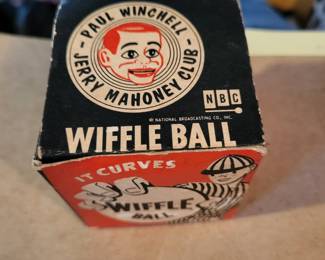 PAUL WINCHELL
JERRY MAHONEY CLUB
NBC
© NATIONAL BROADCASTING CO., INC.
WIFFLE BALL
IT CURVES
WIFFLE
BALL